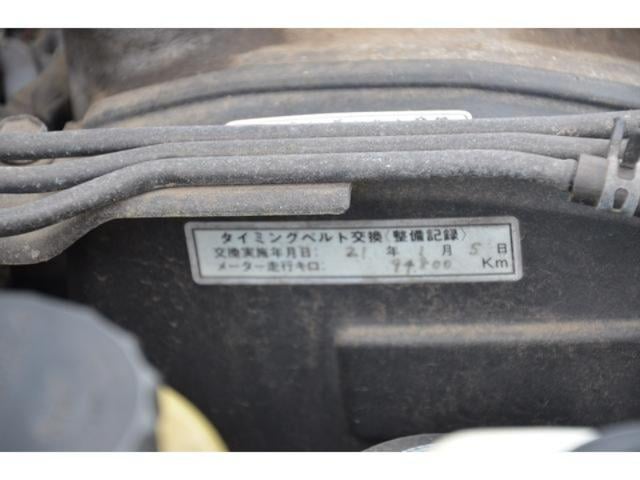 タイミングベルト交換〈整備記録〉
交換実施年月日: 21 年 1 月 5 日
メーター走行キロ: 94800 Km